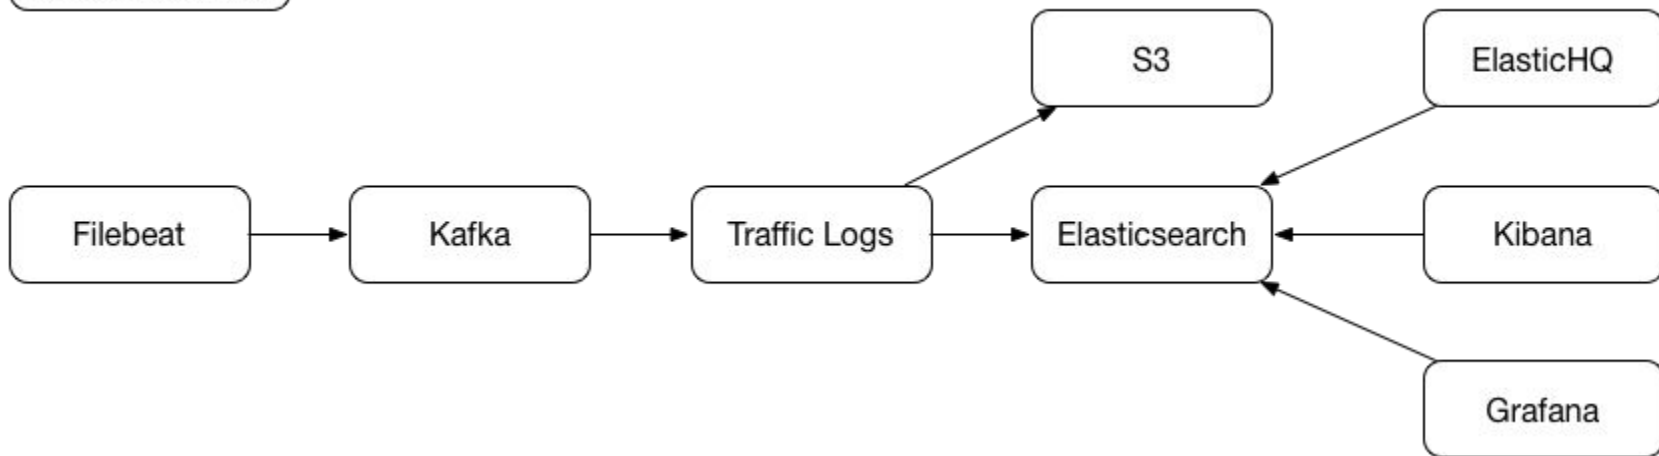 S3
ElasticHQ
Filebeat
Kafka
Traffic Logs
Elasticsearch
Kibana
Grafana